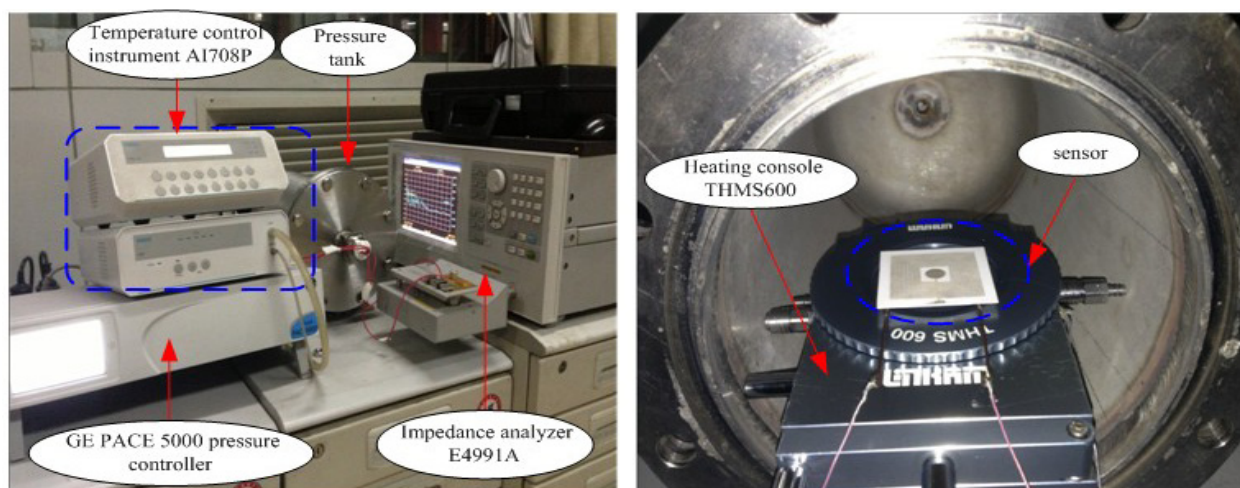 Temperature control
instrument AI708P
Pressure
tank
GE PACE 5000 pressure
controller
Impedance analyzer
E4991A
Heating console
THMS600
sensor
THMS 600
LINKAM